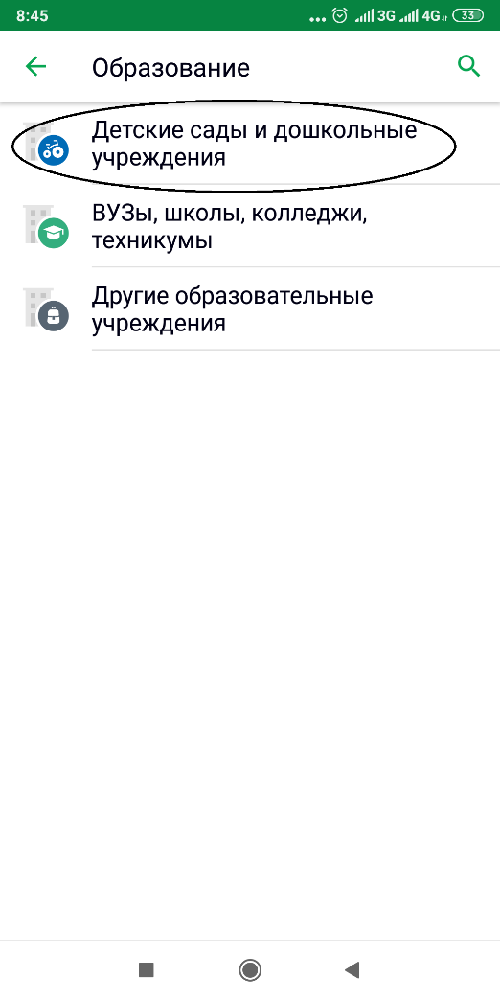 8:45 ... 3G 4G 33
Образование
Детские сады и дошкольные
учреждения
ВУЗы, школы, колледжи,
техникумы
Другие образовательные
учреждения